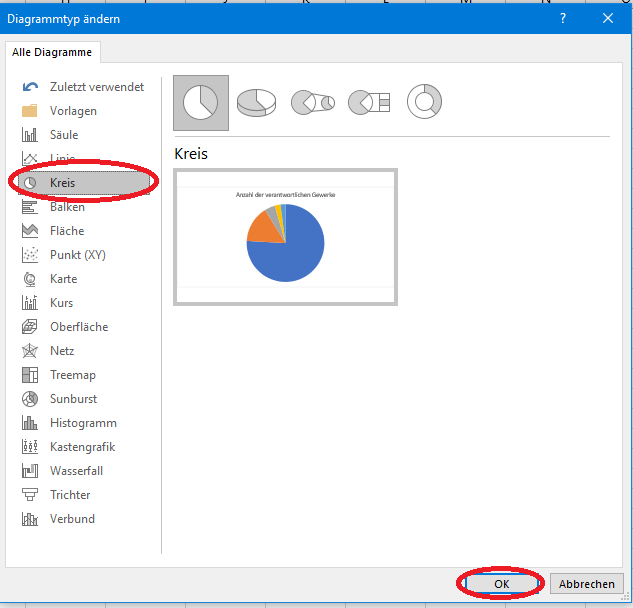 Diagrammtyp ändern
?
Alle Diagramme
Zuletzt verwendet
Vorlagen
Säule
Linie
Kreis
Balken
Fläche
Punkt (XY)
Karte
Kurs
Oberfläche
Netz
Treemap
Sunburst
Histogramm
Kastengrafik
Wasserfall
Trichter
Verbund
Kreis
Anzahl der verantwortlichen Gewerke
OK
Abbrechen